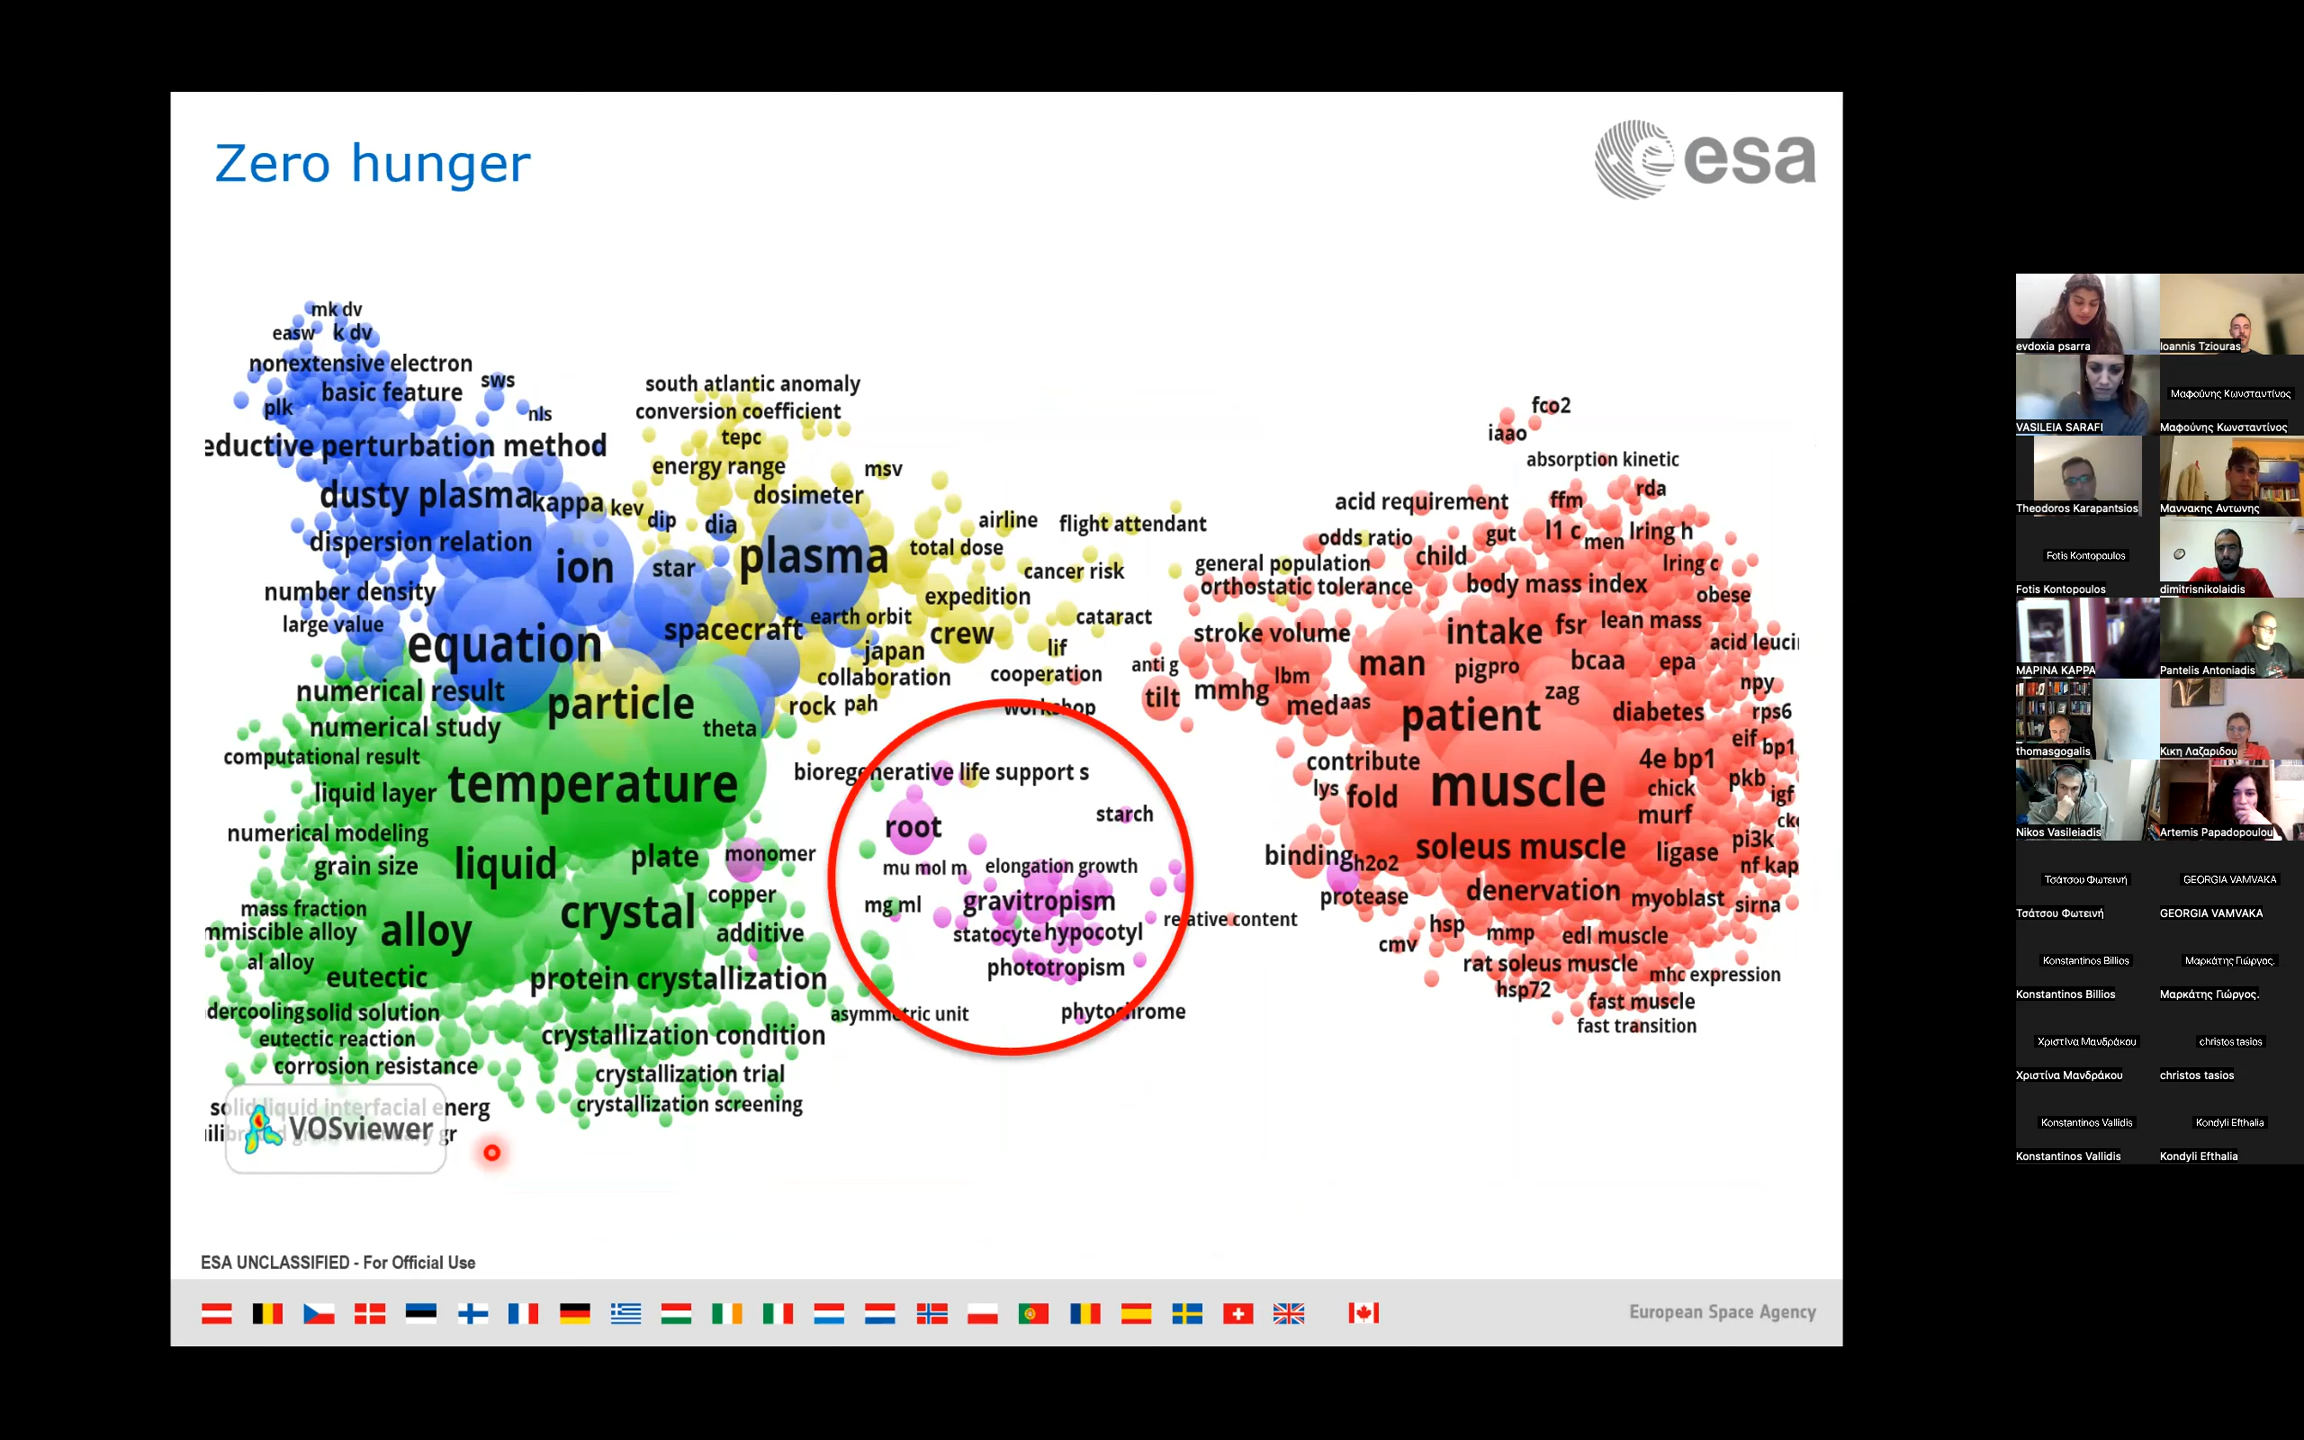 Zero hunger
esa
mk dv
easw k dv
nonextensive electron
basic feature
sws
plk
nls
eductive perturbation method
dusty plasma
kappa
kev
dispersion relation
number density
large value
ion
equation
south atlantic anomaly
conversion coefficient
tepc
energy range
msv
dosimeter
dip
dia
star
plasma
airline
flight attendant
total dose
cancer risk
expedition
earth orbit
spacecraft
crew
cataract
japan
lif
collaboration
cooperation
rock pah
workshop
numerical result
particle
numerical study
theta
computational result
temperature
liquid layer
numerical modeling
grain size
liquid
plate
monomer
copper
mass fraction
mmiscible alloy
alloy
crystal
additive
al alloy
eutectic
protein crystallization
dercooling
solid solution
eutectic reaction
crystallization condition
corrosion resistance
crystallization trial
crystallization screening
solid liquid interfacial energ
VOSviewer
bioregenerative life support s
starch
root
mu mol m
elongation growth
mg ml
gravitropism
statocyte
hypocotyl
relative content
phototropism
asymmetric unit
phytochrome
fco2
iaao
absorption kinetic
acid requirement
ffm
rda
odds ratio
gut
l1 c
men
lring h
general population
child
lring c
orthostatic tolerance
body mass index
obese
stroke volume
intake
fsr
lean mass
anti g
man
pig
pro
bcaa
epa
acid leuci
tilt
mmhg
lbm
med
aas
zag
npy
patient
diabetes
rps6
eif
bp1
contribute
4e bp1
lys
fold
muscle
chick
pkb
igf
murf
binding
h2o2
soleus muscle
ligase
pi3k
nf kap
protease
denervation
myoblast
sirna
hsp
mmp
edl muscle
cmv
rat soleus muscle
mhc expression
hsp72
fast muscle
fast transition
ESA UNCLASSIFIED - For Official Use
European Space Agency
evdoxia psarra
Ioannis Tziouras
Μαφούνης Κωνσταντίνος
VASILEIA SARAFI
Μαφούνης Κωνσταντίνος
Theodoros Karapantsios
Μαννακης Αντωνης
Fotis Kontopoulos
Fotis Kontopoulos
dimitrisnikolaidis
ΜΑΡΙΝΑ ΚΑΡΡΑ
Pantelis Antoniadis
thomasgogalis
Κικη Λαζαριδου
Nikos Vasileiadis
Artemis Papadopoulou
Τσάτσου Φωτεινή
GEORGIA VAMVAKA
Τσάτσου Φωτεινή
GEORGIA VAMVAKA
Konstantinos Billios
Μαρκάτης Γιώργος.
Konstantinos Billios
Μαρκάτης Γιώργος.
Χριστίνα Μανδράκου
christos tasios
Χριστίνα Μανδράκου
christos tasios
Konstantinos Vallidis
Kondyli Efthalia
Konstantinos Vallidis
Kondyli Efthalia